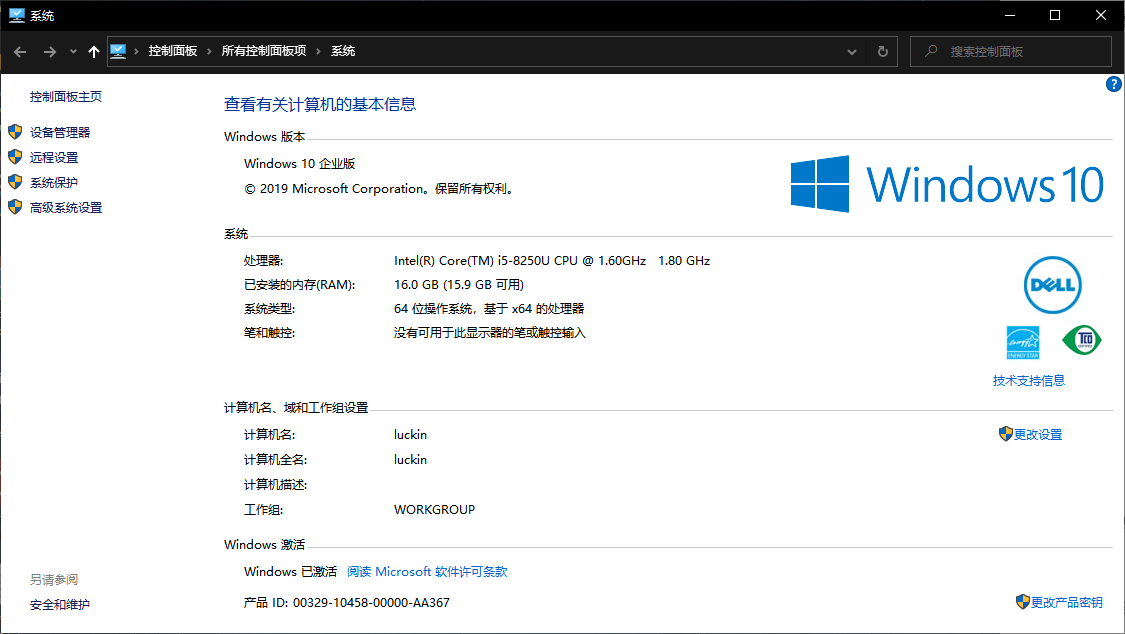 系统
控制面板 › 所有控制面板项 › 系统
搜索控制面板
控制面板主页
设备管理器
远程设置
系统保护
高级系统设置
查看有关计算机的基本信息
Windows 版本
Windows 10 企业版
© 2019 Microsoft Corporation。保留所有权利。
Windows 10
系统
处理器: Intel(R) Core(TM) i5-8250U CPU @ 1.60GHz 1.80 GHz
已安装的内存(RAM): 16.0 GB (15.9 GB 可用)
系统类型: 64 位操作系统，基于 x64 的处理器
笔和触控: 没有可用于此显示器的笔或触控输入
DELL
energy
ENERGY STAR
TCO
技术支持信息
计算机名、域和工作组设置
计算机名: luckin
更改设置
计算机全名: luckin
计算机描述:
工作组: WORKGROUP
Windows 激活
Windows 已激活 阅读 Microsoft 软件许可条款
产品 ID: 00329-10458-00000-AA367
更改产品密钥
另请参阅
安全和维护